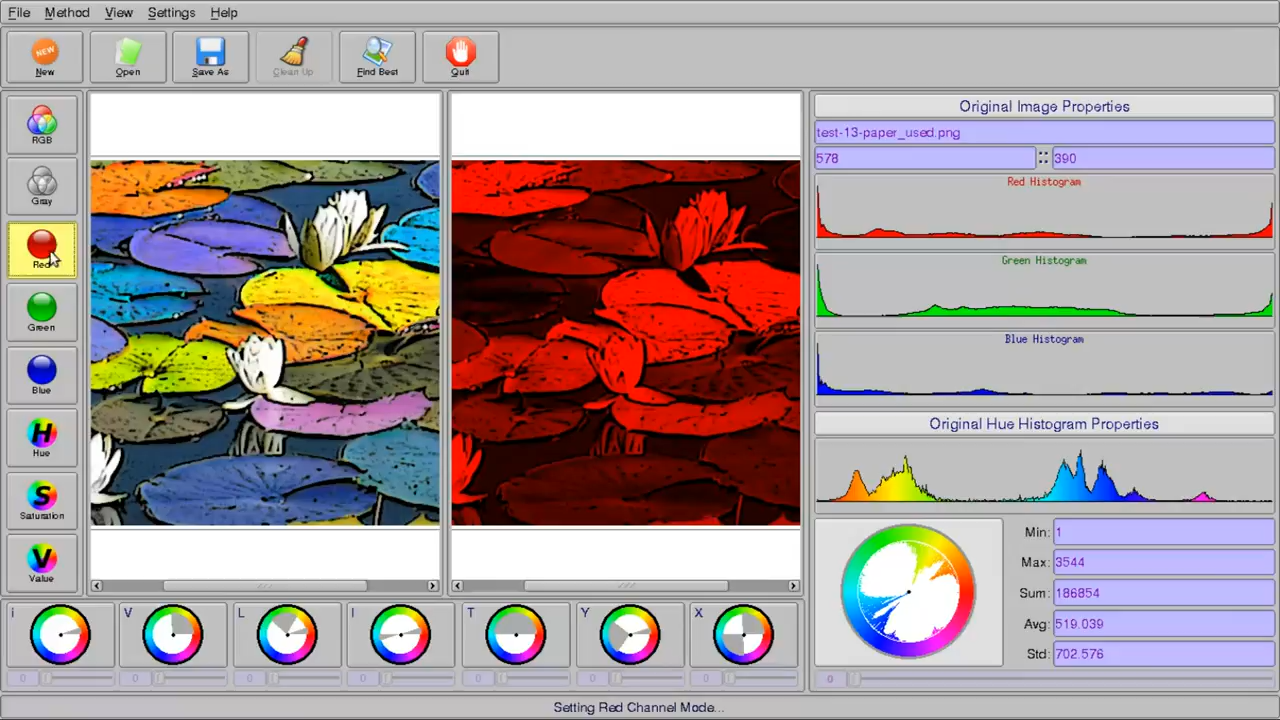 File Method View Settings Help
NEW
New Open Save As Clean Up Find Best Quit
RGB
Gray
Red
Green
Blue
H
Hue
S
Saturation
V
Value
Original Image Properties
test-13-paper_used.png
578 390
Red Histogram
Green Histogram
Blue Histogram
Original Hue Histogram Properties
Min: 1
Max: 3544
Sum: 186854
Avg: 519.039
Std: 702.576
i V L I T Y X
0 0 0 0 0 0 0 0
Setting Red Channel Mode...